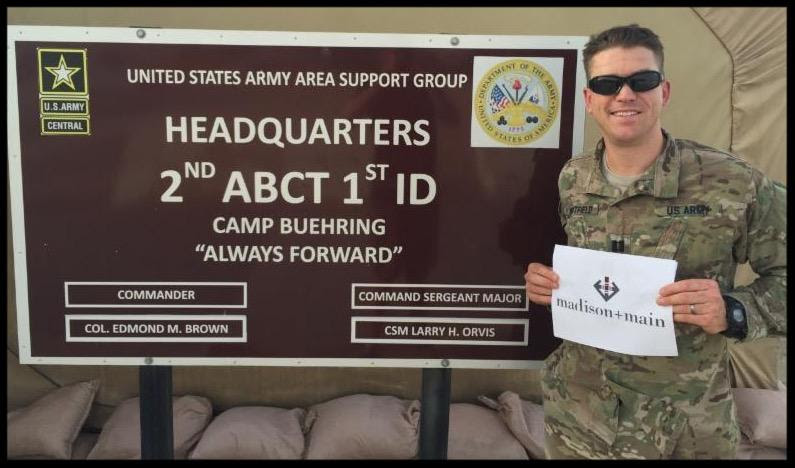 U.S. ARMY
CENTRAL
UNITED STATES ARMY AREA SUPPORT GROUP
DEPARTMENT OF THE ARMY
UNITED STATES OF AMERICA
1775
HEADQUARTERS
2ND ABCT 1ST ID
CAMP BUEHRING
“ALWAYS FORWARD”
COMMANDER
COL. EDMOND M. BROWN
COMMAND SERGEANT MAJOR
CSM LARRY H. ORVIS
US ARMY
madison+main